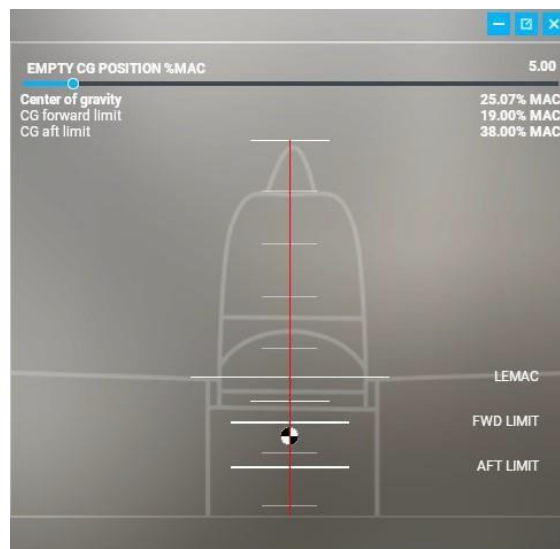 EMPTY CG POSITION %MAC 5.00
Center of gravity 25.07% MAC
CG forward limit 19.00% MAC
CG aft limit 38.00% MAC
LEMAC
FWD LIMIT
AFT LIMIT